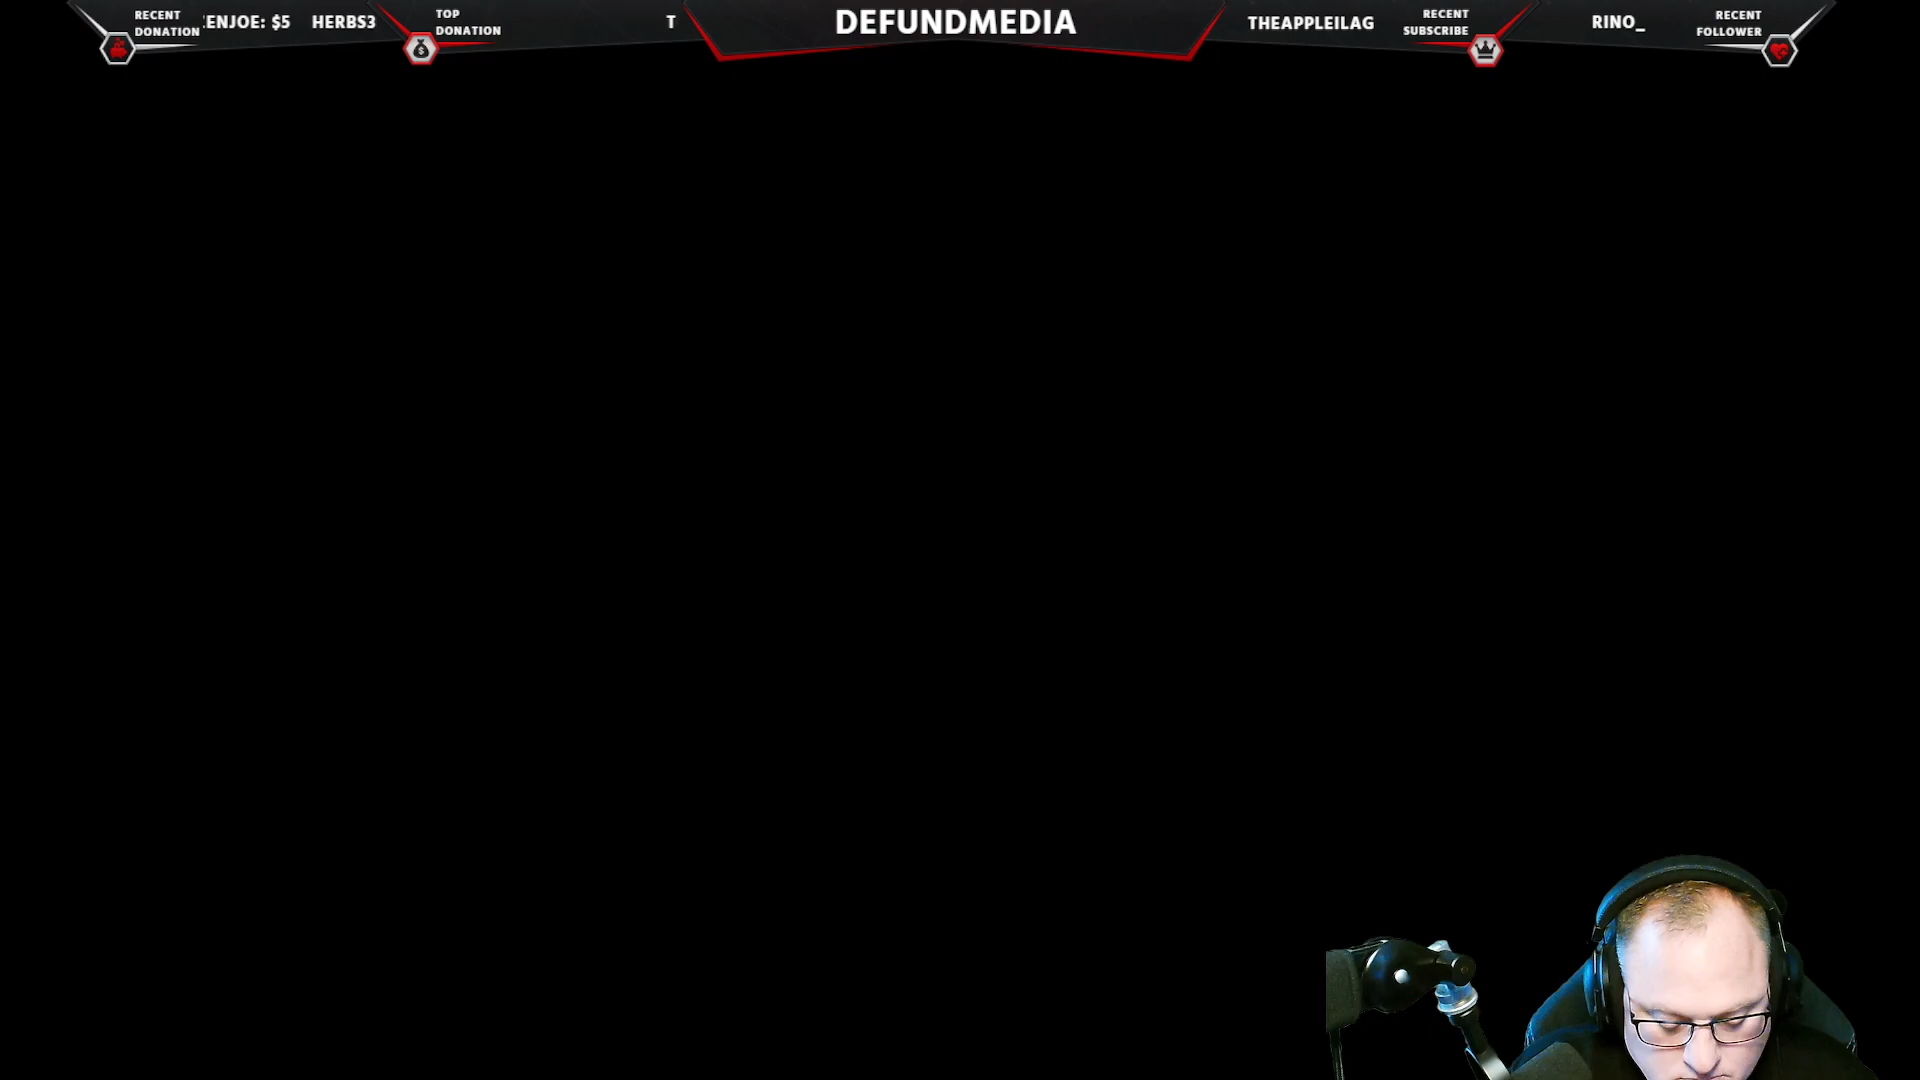 RECENT
DONATION
ENJOE: $5 HERBS3
TOP
DONATION
T
DEFUNDMEDIA
THEAPPLEILAG
RECENT
SUBSCRIBE
RINO_
RECENT
FOLLOWER